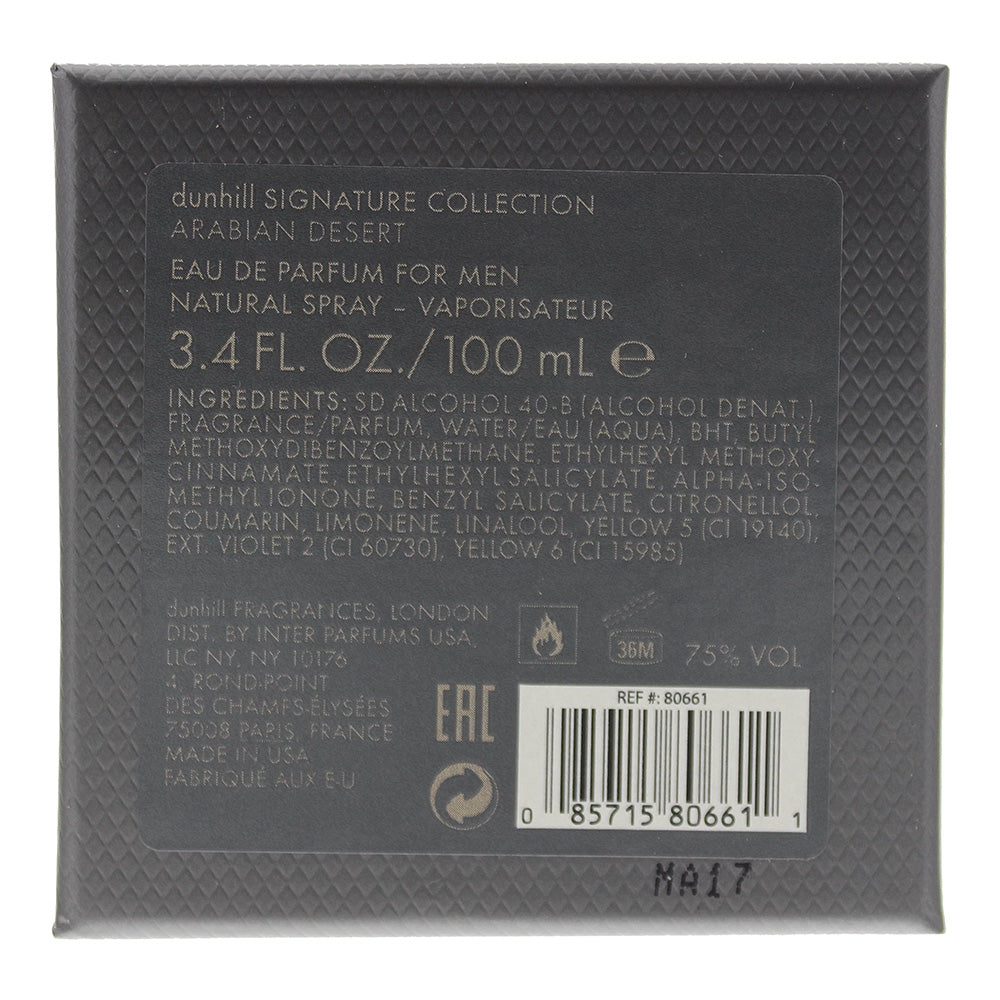 dunhill SIGNATURE COLLECTION
ARABIAN DESERT
EAU DE PARFUM FOR MEN
NATURAL SPRAY – VAPORISATEUR
3.4 FL. OZ./100 mL ℮
INGREDIENTS: SD ALCOHOL 40-B (ALCOHOL DENAT.),
FRAGRANCE/PARFUM, WATER/EAU (AQUA), BHT, BUTYL
METHOXYDIBENZOYLMETHANE, ETHYLHEXYL METHOXY-
CINNAMATE, ETHYLHEXYL SALICYLATE, ALPHA-ISO-
METHYL IONONE, BENZYL SALICYLATE, CITRONELLOL,
COUMARIN, LIMONENE, LINALOOL, YELLOW 5 (CI 19140),
EXT. VIOLET 2 (CI 60730), YELLOW 6 (CI 15985)
dunhill FRAGRANCES, LONDON
DIST. BY INTER PARFUMS USA,
LLC NY, NY 10176
4, ROND-POINT
DES CHAMPS-ÉLYSÉES
75008 PARIS, FRANCE
MADE IN USA
FABRIQUÉ AUX E-U
36M
75% VOL
EAC
REF #: 80661
0 85715 80661 1
MA17